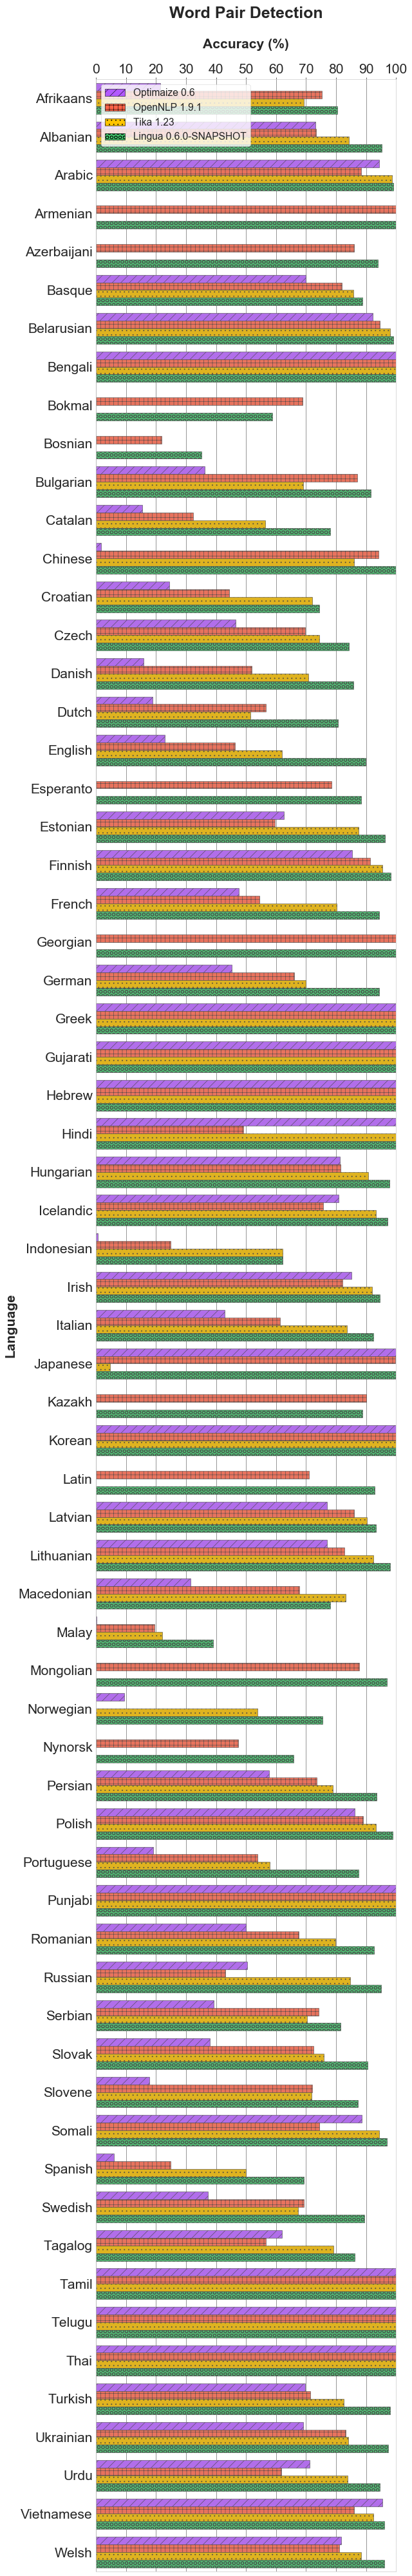 Word Pair Detection
Accuracy (%)
0 10 20 30 40 50 60 70 80 90 100
Optimaize 0.6
OpenNLP 1.9.1
Tika 1.23
Lingua 0.6.0-SNAPSHOT
Afrikaans
Albanian
Arabic
Armenian
Azerbaijani
Basque
Belarusian
Bengali
Bokmal
Bosnian
Bulgarian
Catalan
Chinese
Croatian
Czech
Danish
Dutch
English
Esperanto
Estonian
Finnish
French
Georgian
German
Greek
Gujarati
Hebrew
Hindi
Hungarian
Icelandic
Indonesian
Irish
Language
Italian
Japanese
Kazakh
Korean
Latin
Latvian
Lithuanian
Macedonian
Malay
Mongolian
Norwegian
Nynorsk
Persian
Polish
Portuguese
Punjabi
Romanian
Russian
Serbian
Slovak
Slovene
Somali
Spanish
Swedish
Tagalog
Tamil
Telugu
Thai
Turkish
Ukrainian
Urdu
Vietnamese
Welsh